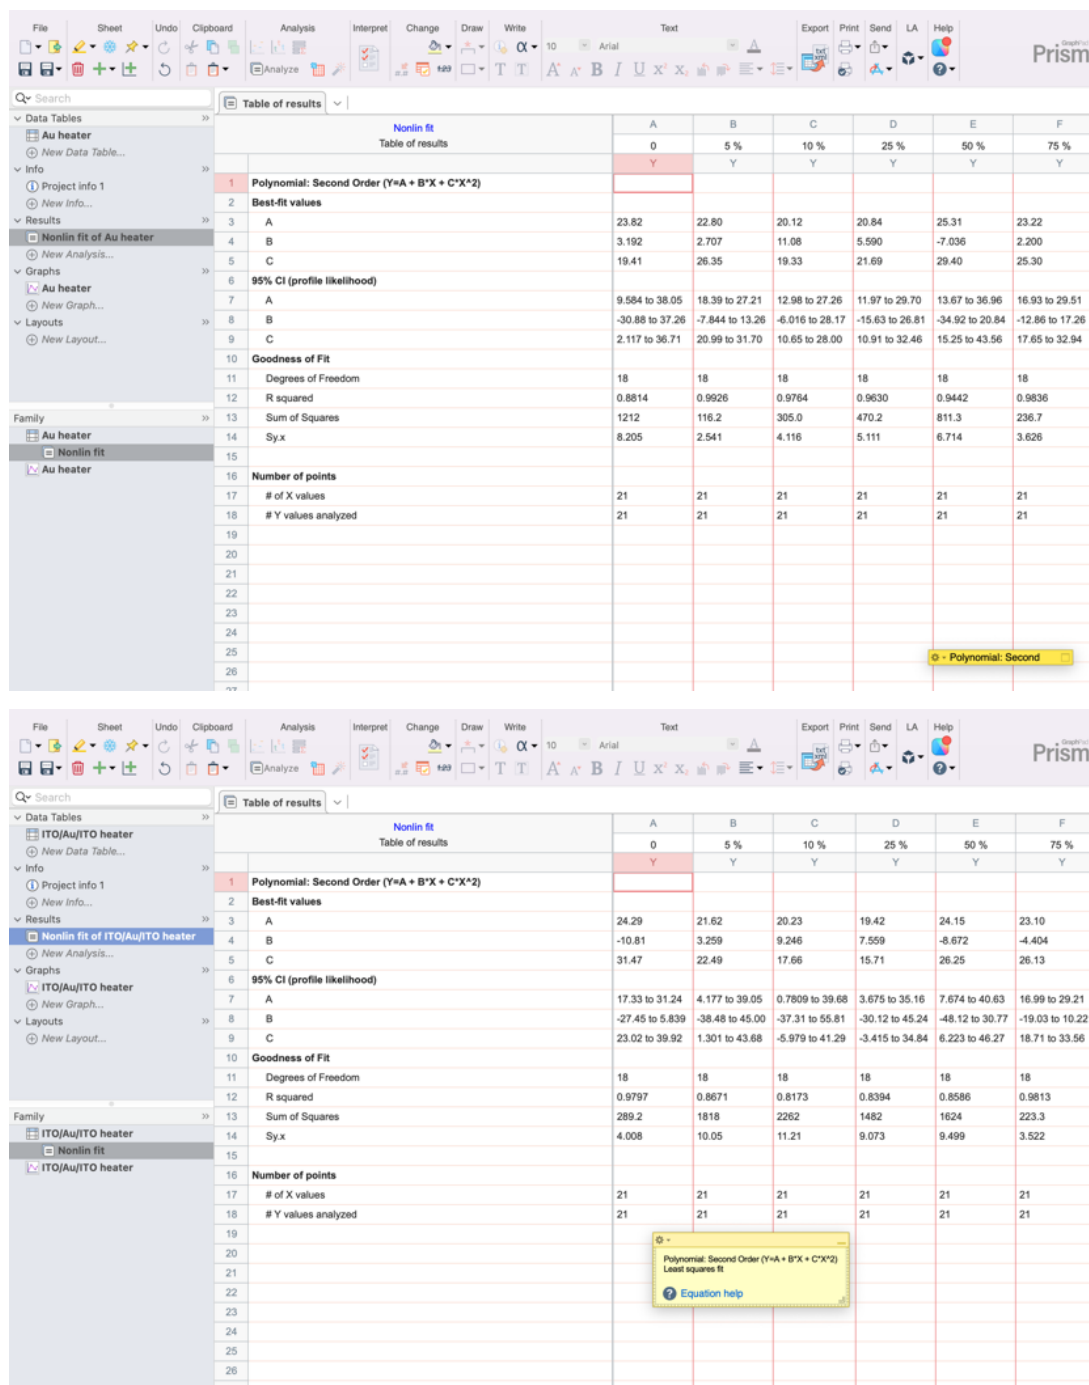 File Sheet Undo Clipboard Analysis Interpret Change Draw Write Text Export Print Send LA Help
10 Arial
Analyze
Prism
Search
Table of results
Data Tables
Au heater
New Data Table...
Info
Project info 1
New Info...
Results
Nonlin fit of Au heater
New Analysis...
Graphs
Au heater
New Graph...
Layouts
New Layout...
Family
Au heater
Nonlin fit
Au heater
Nonlin fit A B C D E F
Table of results 0 5 % 10 % 25 % 50 % 75 %
Y Y Y Y Y Y
1 Polynomial: Second Order (Y=A + B*X + C*X^2)
2 Best-fit values
3 A 23.82 22.80 20.12 20.84 25.31 23.22
4 B 3.192 2.707 11.08 5.590 -7.036 2.200
5 C 19.41 26.35 19.33 21.69 29.40 25.30
6 95% CI (profile likelihood)
7 A 9.584 to 38.05 18.39 to 27.21 12.98 to 27.26 11.97 to 29.70 13.67 to 36.96 16.93 to 29.51
8 B -30.88 to 37.26 -7.844 to 13.26 -6.016 to 28.17 -15.63 to 26.81 -34.92 to 20.84 -12.86 to 17.26
9 C 2.117 to 36.71 20.99 to 31.70 10.65 to 28.00 10.91 to 32.46 15.25 to 43.56 17.65 to 32.94
10 Goodness of Fit
11 Degrees of Freedom 18 18 18 18 18 18
12 R squared 0.8814 0.9926 0.9764 0.9630 0.9442 0.9836
13 Sum of Squares 1212 116.2 305.0 470.2 811.3 236.7
14 Sy.x 8.205 2.541 4.116 5.111 6.714 3.626
15
16 Number of points
17 # of X values 21 21 21 21 21 21
18 # Y values analyzed 21 21 21 21 21 21
19
20
21
22
23
24
25
26
27
Polynomial: Second
File Sheet Undo Clipboard Analysis Interpret Change Draw Write Text Export Print Send LA Help
10 Arial
Analyze
Prism
Search
Table of results
Data Tables
ITO/Au/ITO heater
New Data Table...
Info
Project info 1
New Info...
Results
Nonlin fit of ITO/Au/ITO heater
New Analysis...
Graphs
ITO/Au/ITO heater
New Graph...
Layouts
New Layout...
Family
ITO/Au/ITO heater
Nonlin fit
ITO/Au/ITO heater
Nonlin fit A B C D E F
Table of results 0 5 % 10 % 25 % 50 % 75 %
Y Y Y Y Y Y
1 Polynomial: Second Order (Y=A + B*X + C*X^2)
2 Best-fit values
3 A 24.29 21.62 20.23 19.42 24.15 23.10
4 B -10.81 3.259 9.246 7.559 -8.672 -4.404
5 C 31.47 22.49 17.66 15.71 26.25 26.13
6 95% CI (profile likelihood)
7 A 17.33 to 31.24 4.177 to 39.05 0.7809 to 39.68 3.675 to 35.16 7.674 to 40.63 16.99 to 29.21
8 B -27.45 to 5.839 -38.48 to 45.00 -37.31 to 55.81 -30.12 to 45.24 -48.12 to 30.77 -19.03 to 10.22
9 C 23.02 to 39.92 1.301 to 43.68 -5.979 to 41.29 -3.415 to 34.84 6.223 to 46.27 18.71 to 33.56
10 Goodness of Fit
11 Degrees of Freedom 18 18 18 18 18 18
12 R squared 0.9797 0.8671 0.8173 0.8394 0.8586 0.9813
13 Sum of Squares 289.2 1818 2262 1482 1624 223.3
14 Sy.x 4.008 10.05 11.21 9.073 9.499 3.522
15
16 Number of points
17 # of X values 21 21 21 21 21 21
18 # Y values analyzed 21 21 21 21 21 21
19
20
21
22
23
24
25
26
Polynomial: Second Order (Y=A + B*X + C*X^2)
Least squares fit
Equation help